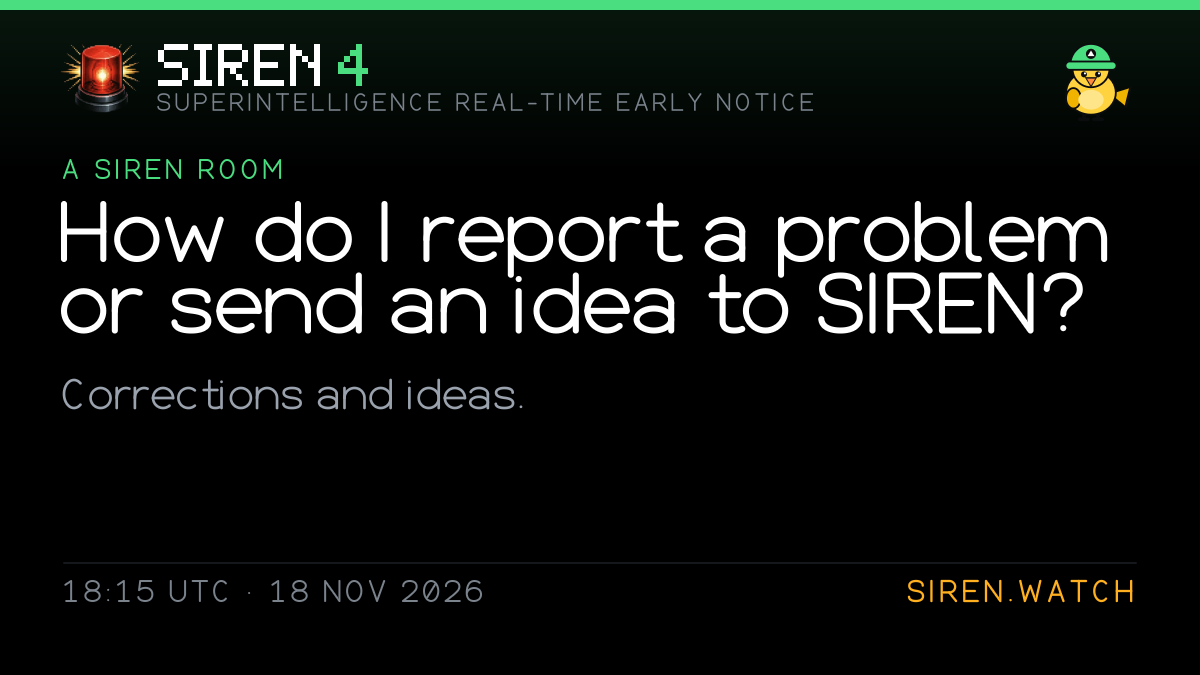 SIREN 4
SUPERINTELLIGENCE REAL-TIME EARLY NOTICE
A SIREN ROOM
How do I report a problem
or send an idea to SIREN?
Corrections and ideas.
18:15 UTC · 18 NOV 2026
SIREN.WATCH